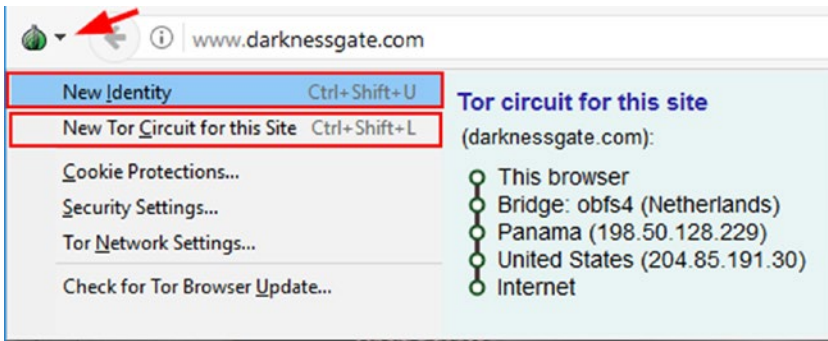 www.darknessgate.com
New Identity Ctrl+Shift+U
New Tor Circuit for this Site Ctrl+Shift+L
Cookie Protections...
Security Settings...
Tor Network Settings...
Check for Tor Browser Update...
Tor circuit for this site
(darknessgate.com):
This browser
Bridge: obfs4 (Netherlands)
Panama (198.50.128.229)
United States (204.85.191.30)
Internet